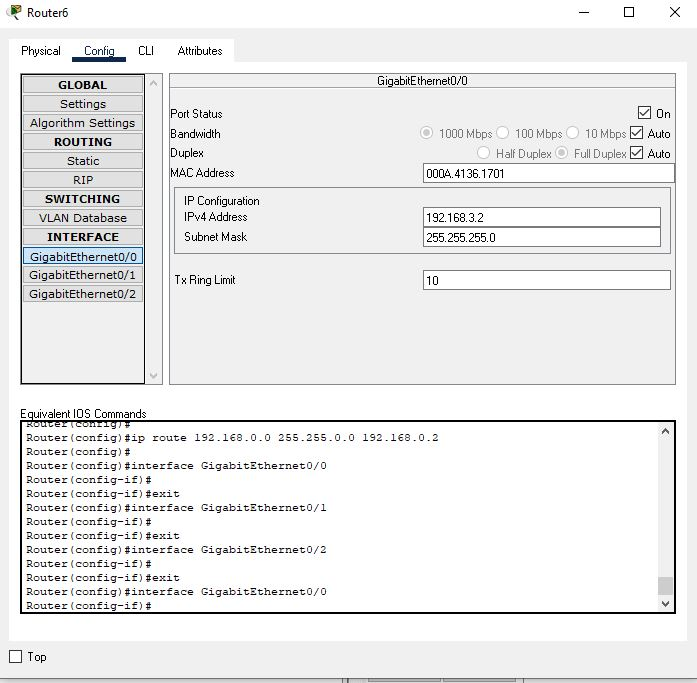 Router6
Physical Config CLI Attributes
GLOBAL
Settings
Algorithm Settings
ROUTING
Static
RIP
SWITCHING
VLAN Database
INTERFACE
GigabitEthernet0/0
GigabitEthernet0/1
GigabitEthernet0/2
GigabitEthernet0/0
Port Status On
Bandwidth 1000 Mbps 100 Mbps 10 Mbps Auto
Duplex Half Duplex Full Duplex Auto
MAC Address 000A.4136.1701
IP Configuration
IPv4 Address 192.168.3.2
Subnet Mask 255.255.255.0
Tx Ring Limit 10
Equivalent IOS Commands
Router(config)#
Router(config)#ip route 192.168.0.0 255.255.0.0 192.168.0.2
Router(config)#
Router(config)#interface GigabitEthernet0/0
Router(config-if)#
Router(config-if)#exit
Router(config)#interface GigabitEthernet0/1
Router(config-if)#
Router(config-if)#exit
Router(config)#interface GigabitEthernet0/2
Router(config-if)#
Router(config-if)#exit
Router(config)#interface GigabitEthernet0/0
Router(config-if)#
Top